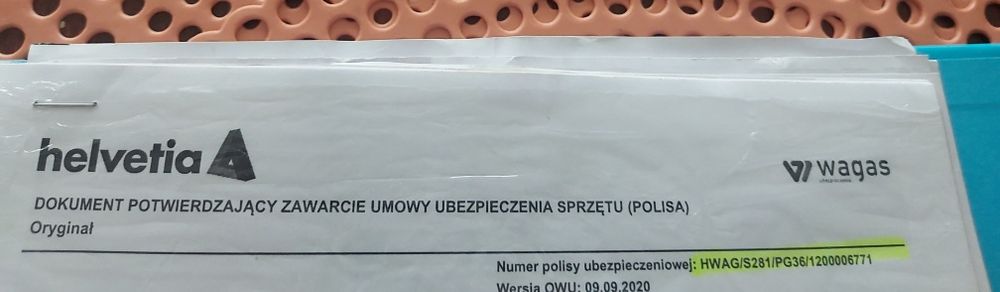 helvetia
wagas
ubezpieczenia
DOKUMENT POTWIERDZAJĄCY ZAWARCIE UMOWY UBEZPIECZENIA SPRZĘTU (POLISA)
Oryginał
Numer polisy ubezpieczeniowej: HWAG/S281/PG36/1200006771
Wersja OWU: 09.09.2020